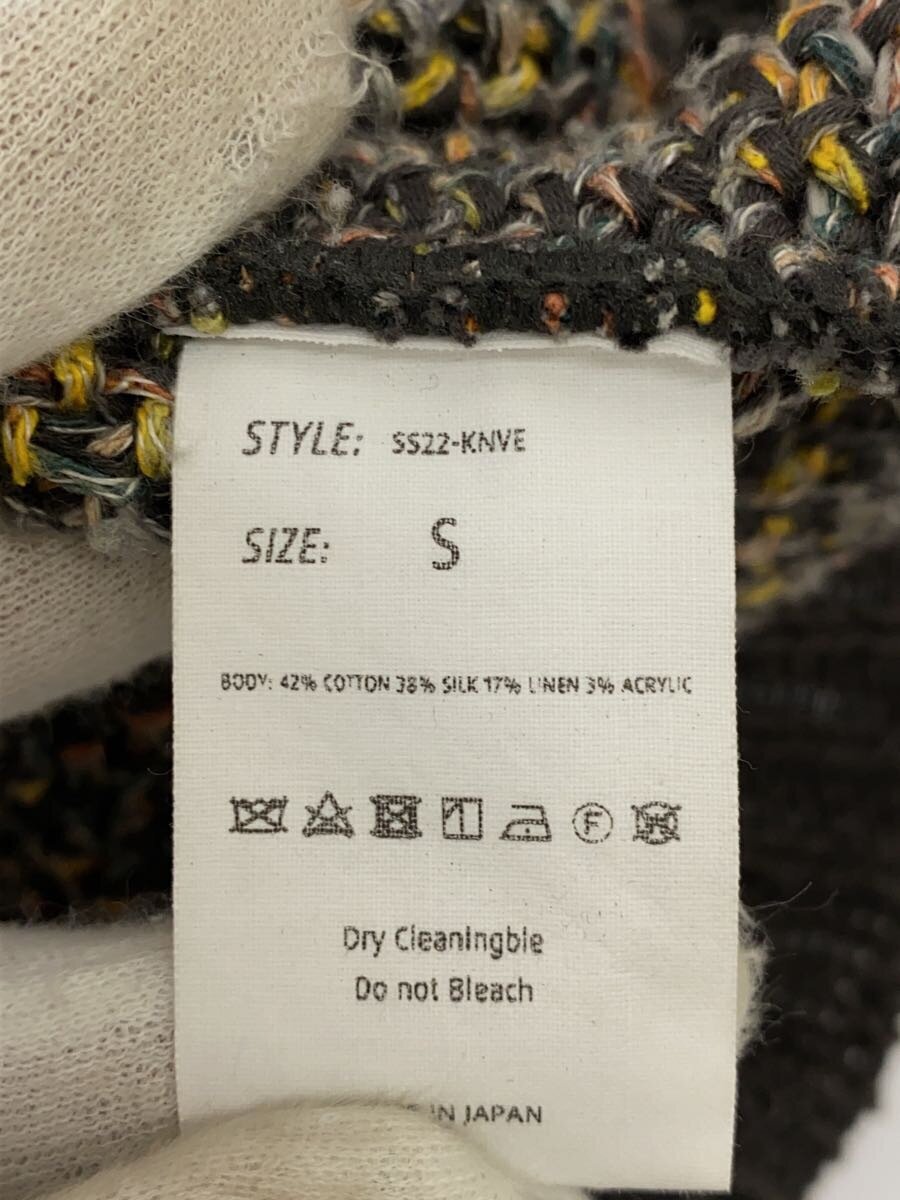 STYLE: SS22-KNVE
SIZE: S
BODY: 42% COTTON 38% SILK 17% LINEN 3% ACRYLIC
F
Dry Cleaningble
Do not Bleach
IN JAPAN